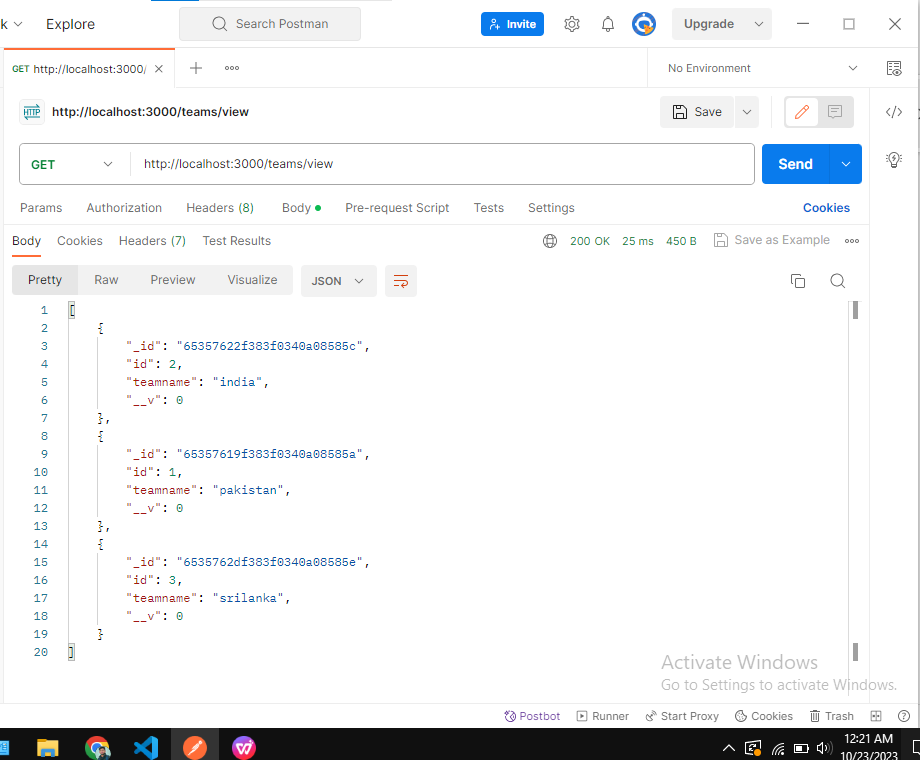 k Explore Search Postman Invite Upgrade
GET http://localhost:3000/ No Environment
HTTP http://localhost:3000/teams/view Save
GET http://localhost:3000/teams/view Send
Params Authorization Headers (8) Body Pre-request Script Tests Settings Cookies
Body Cookies Headers (7) Test Results 200 OK 25 ms 450 B Save as Example
Pretty Raw Preview Visualize JSON
1 [
2 {
3 "_id": "65357622f383f0340a08585c",
4 "id": 2,
5 "teamname": "india",
6 "__v": 0
7 },
8 {
9 "_id": "65357619f383f0340a08585a",
10 "id": 1,
11 "teamname": "pakistan",
12 "__v": 0
13 },
14 {
15 "_id": "6535762df383f0340a08585e",
16 "id": 3,
17 "teamname": "srilanka",
18 "__v": 0
19 }
20 ]
Activate Windows
Go to Settings to activate Windows.
Postbot Runner Start Proxy Cookies Trash
12:21 AM
10/23/2023